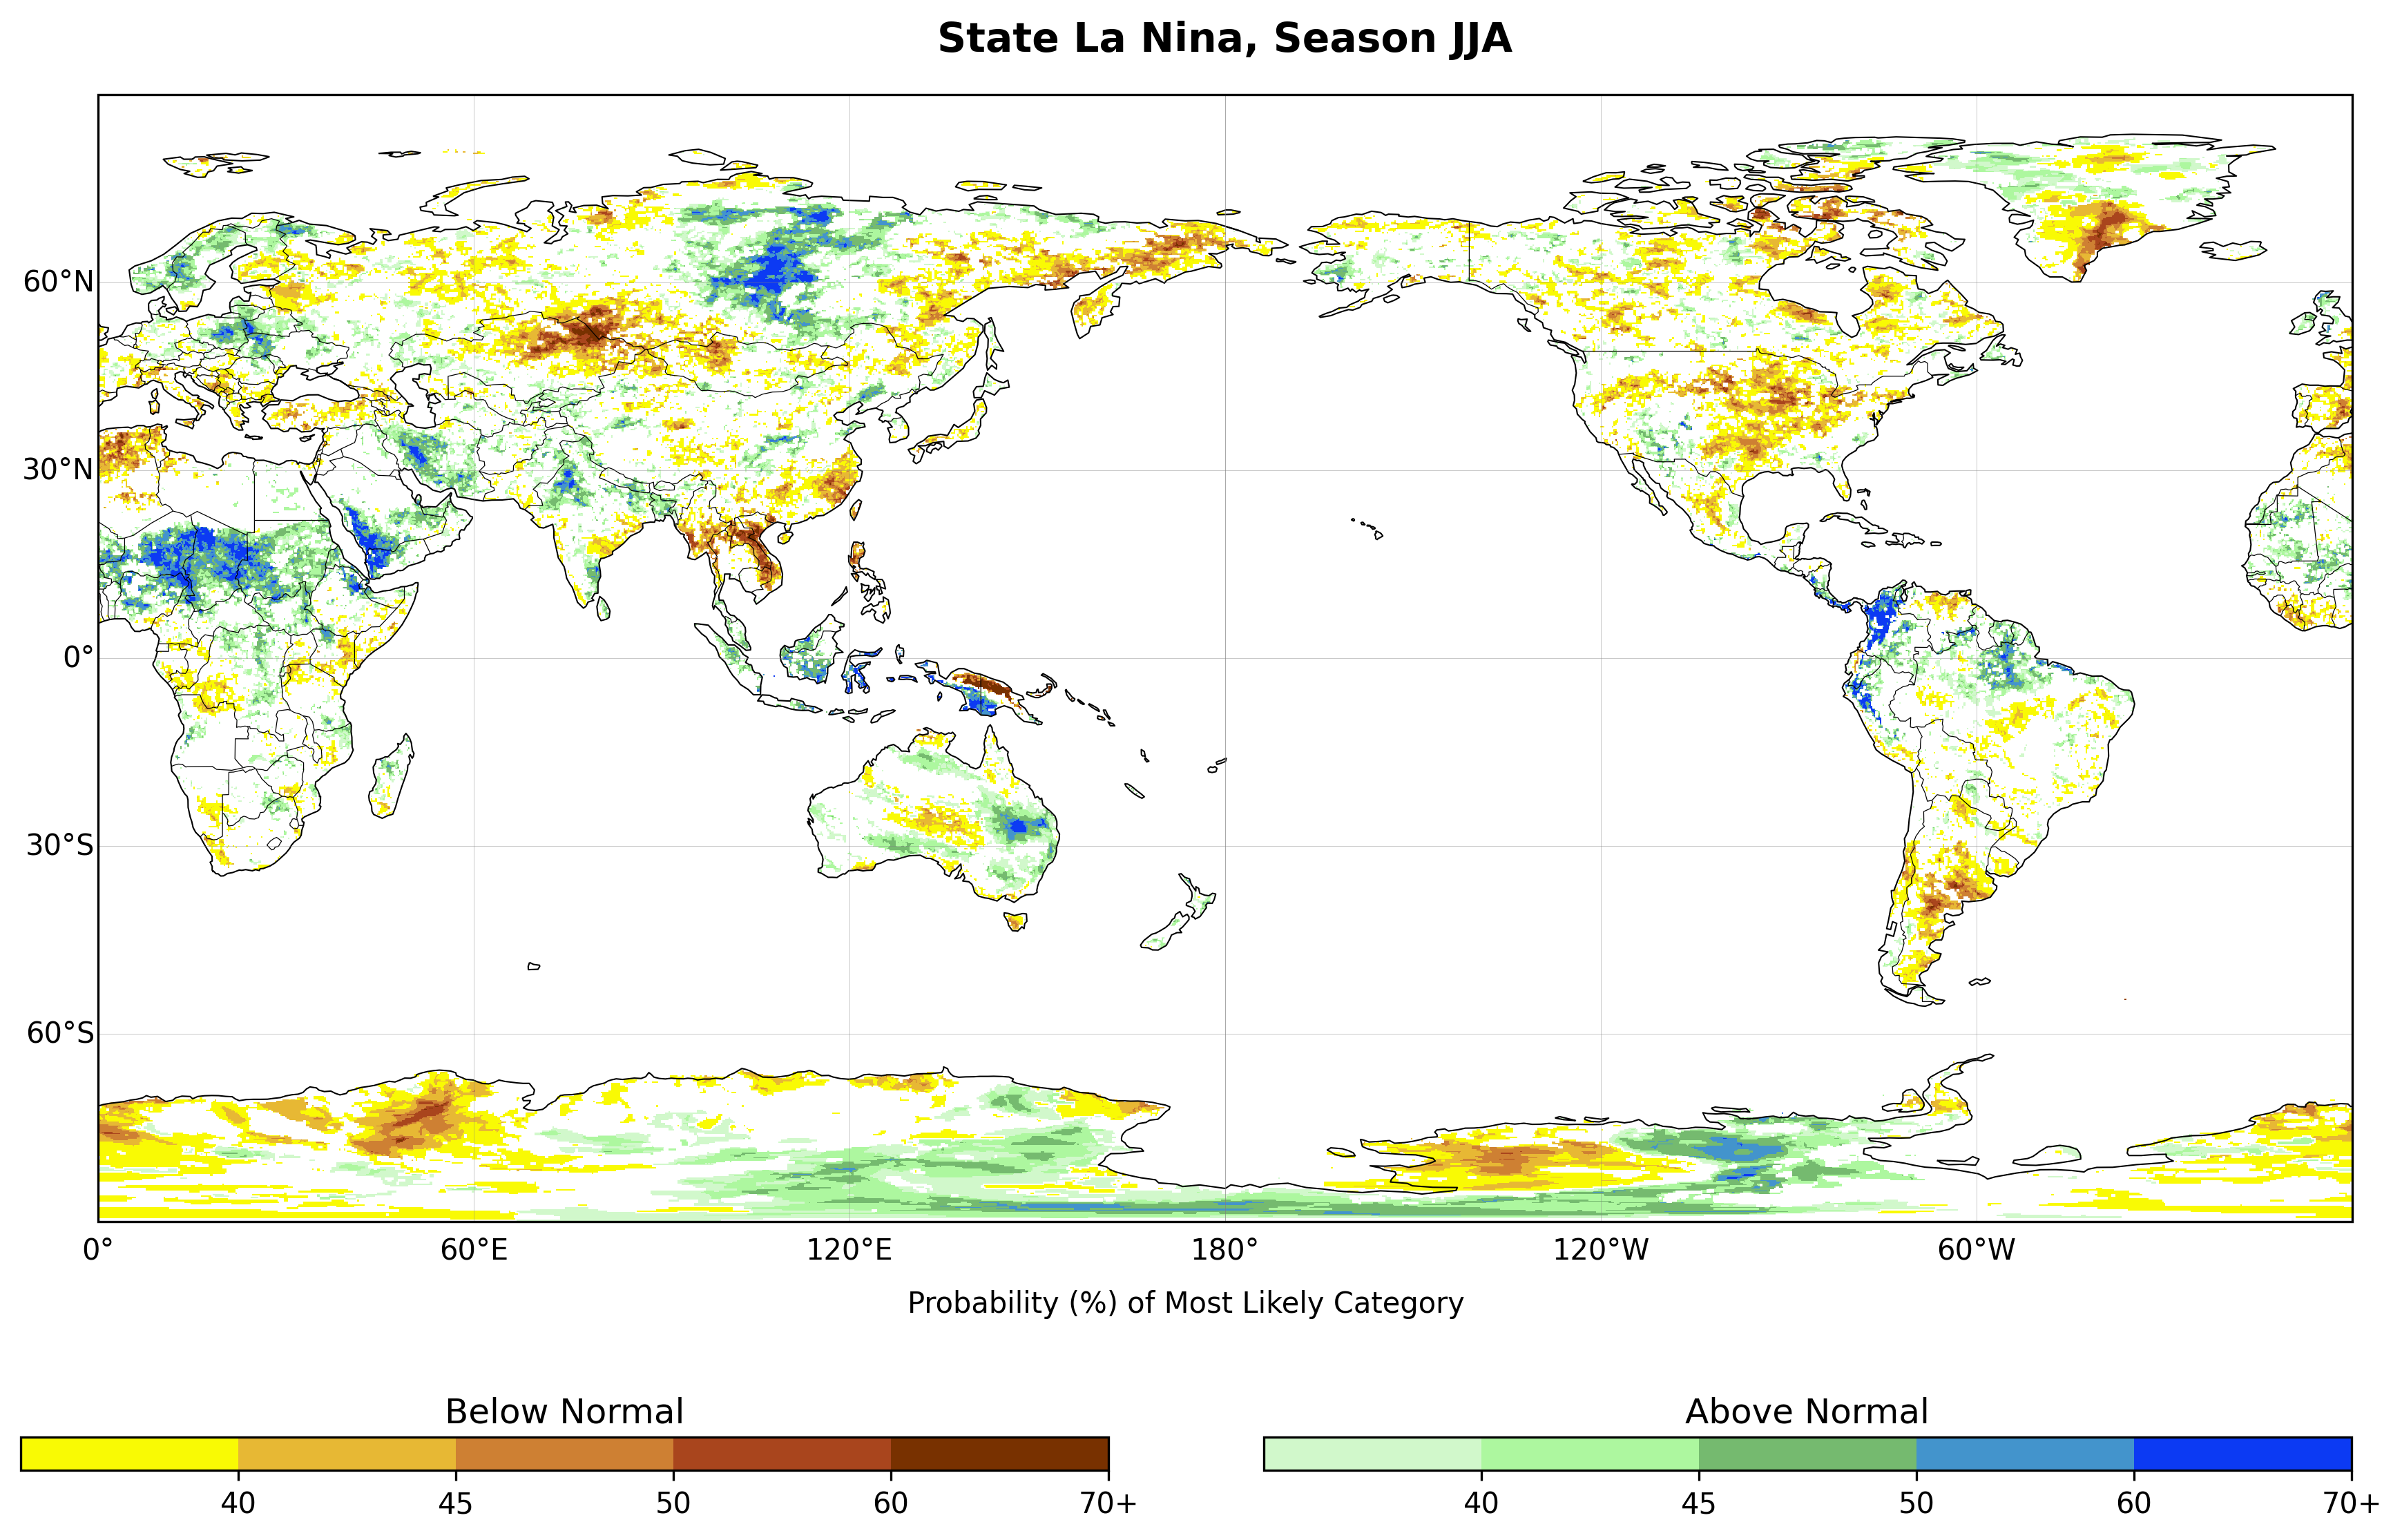 State La Nina, Season JJA
60°N
30°N
0°
30°S
60°S
0° 60°E 120°E 180° 120°W 60°W
Probability (%) of Most Likely Category
Below Normal Above Normal
40 45 50 60 70+ 40 45 50 60 70+